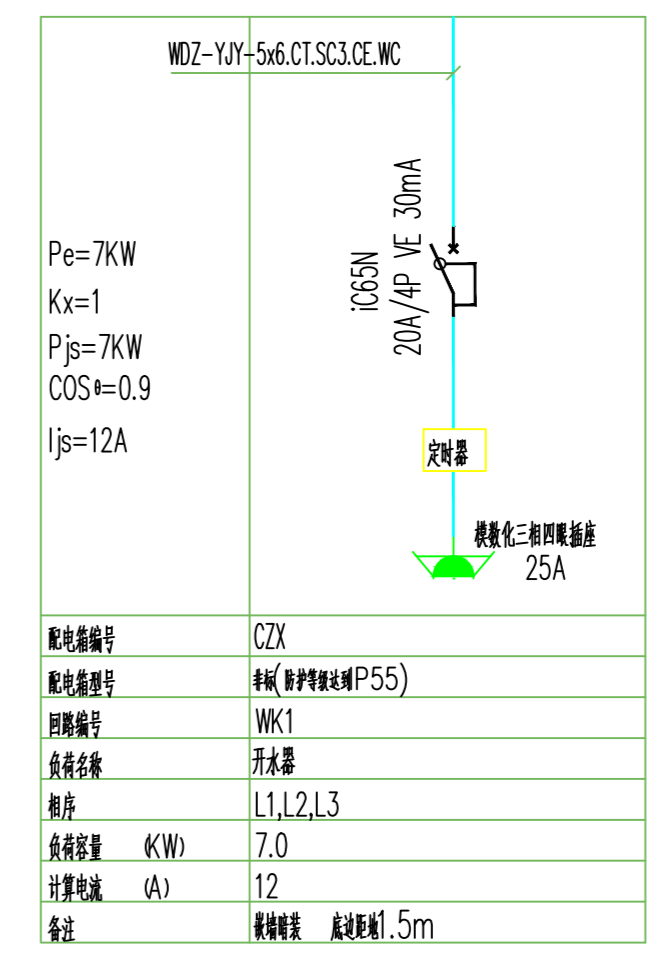 WDZ-YJY-5x6.CT.SC3.CE.WC
iC65N
20A/4P VE 30mA
Pe=7KW
Kx=1
Pjs=7KW
COSθ=0.9
Ijs=12A
定时器
模数化三相四眼插座
25A
配电箱编号 CZX
配电箱型号 非标(防护等级达到IP55)
回路编号 WK1
负荷名称 开水器
相序 L1,L2,L3
负荷容量 (KW) 7.0
计算电流 (A) 12
备注 嵌墙暗装 底边距地1.5m